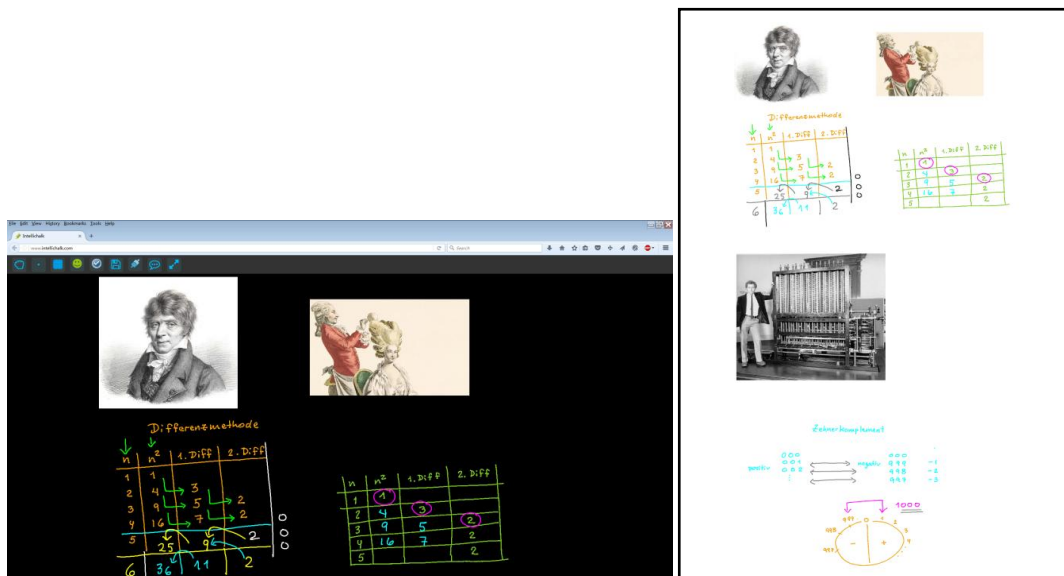 File Edit View History Bookmarks Tools Help
Intellichalk
www.intellichalk.com
Search
Differenzmethode
n n² 1. Diff 2. Diff
1 1
2 4 3
3 9 5 2
4 16 7 2
5 25 9 2
6 36 11 2
n n² 1. Diff 2. Diff
1 1
2 4 3
3 9 5 2
4 16 7 2
5 2
Differenzmethode
n n² 1. Diff 2. Diff
1 1
2 4 3
3 9 5 2
4 16 7 2
5 25 9 2
6 36 11 2
n n² 1. Diff 2. Diff
1 1
2 4 3
3 9 5 2
4 16 7 2
5 2
Zehnerkomplement
000 000
positiv 001 negativ 999 -1
002 998 -2
997 -3
1000
999 0 1
998 2
997 3
- +